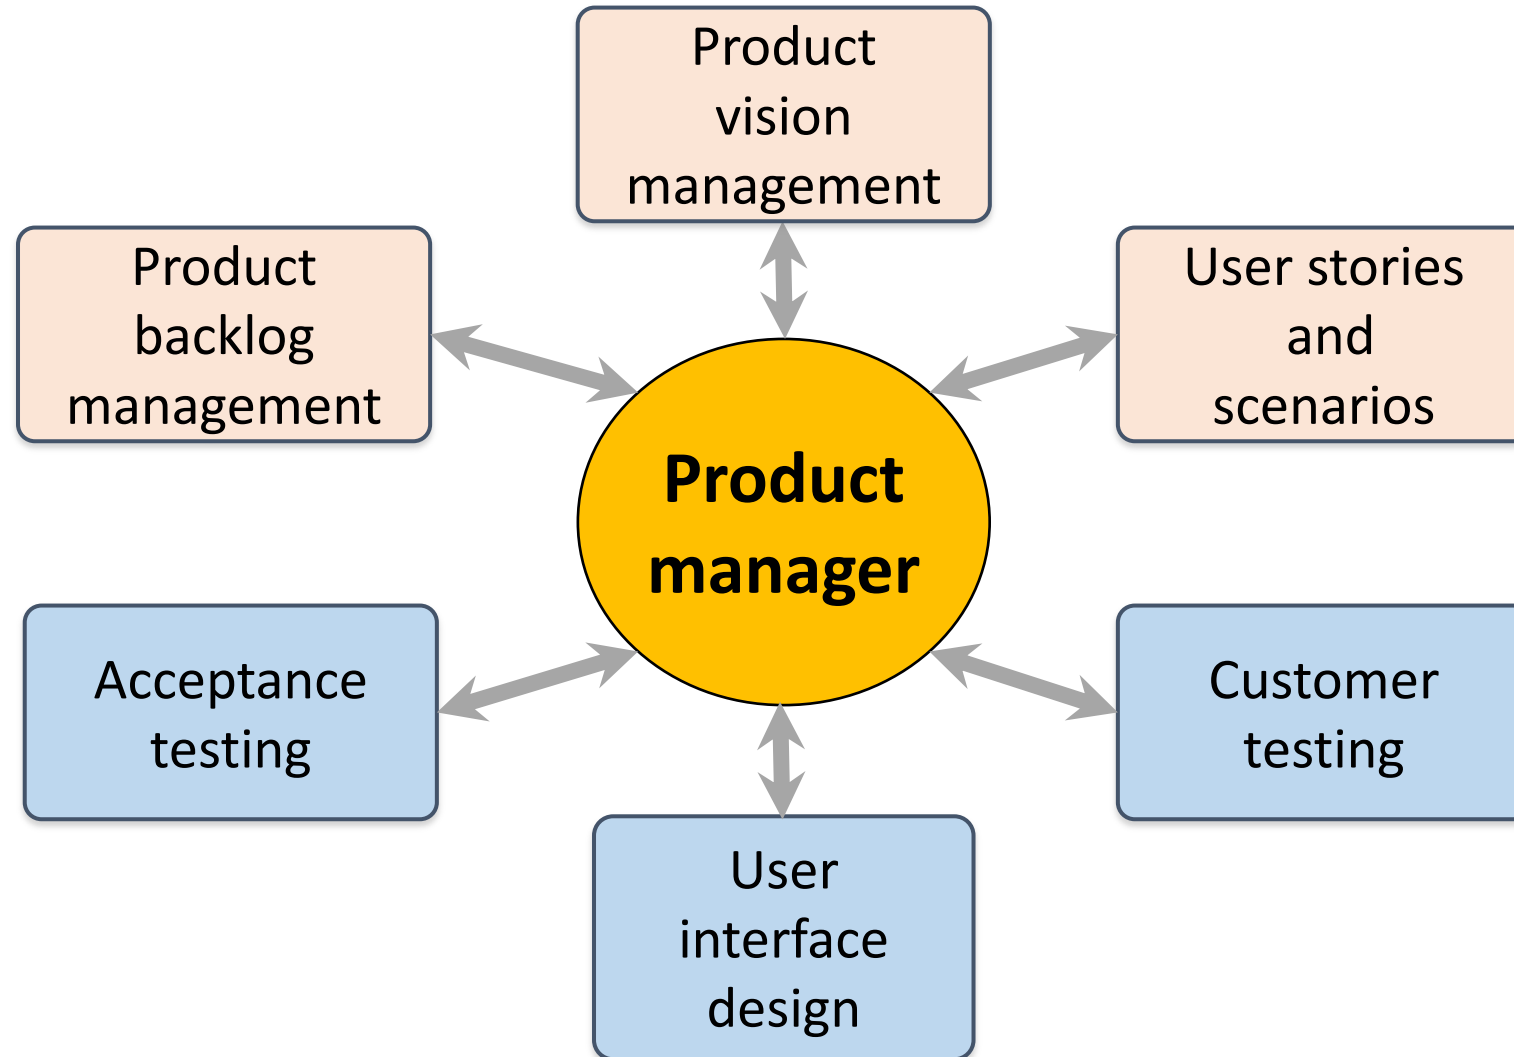 Product
vision
management
Product
backlog
management
User stories
and
scenarios
Product
manager
Acceptance
testing
Customer
testing
User
interface
design